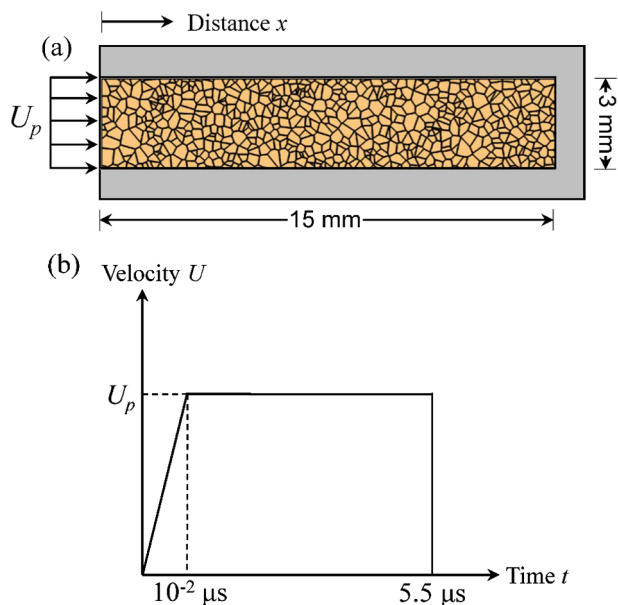 Distance x
(a)
U_p
3 mm
15 mm
(b)
Velocity U
U_p
Time t
10⁻² μs
5.5 μs